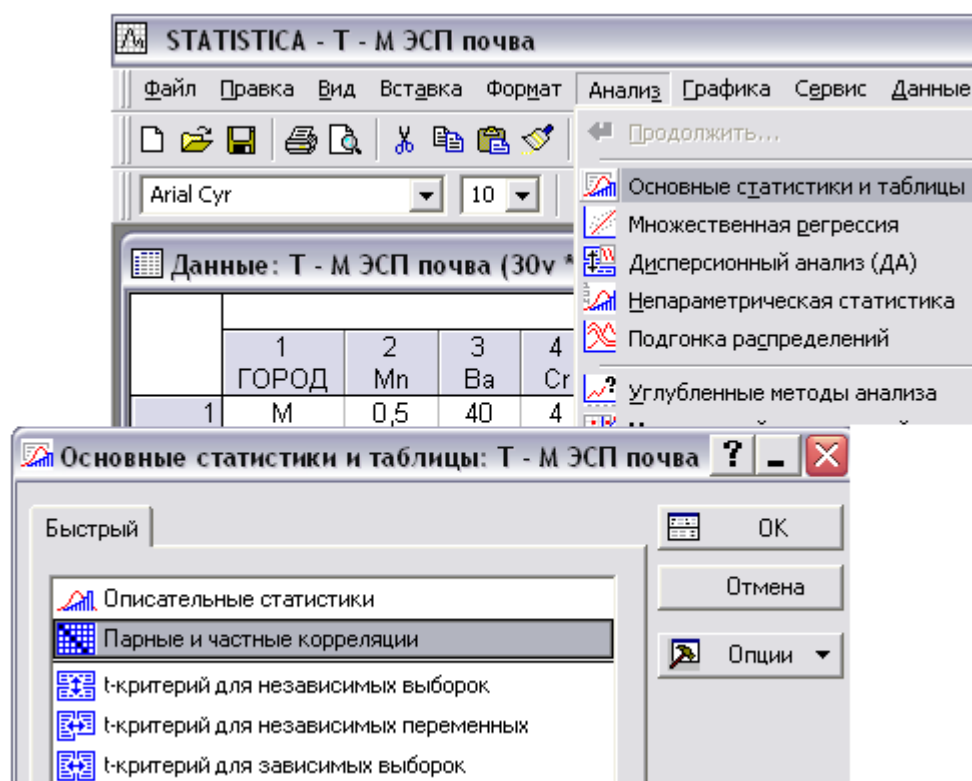 STATISTICA - Т - М ЭСП почва
Файл Правка Вид Вставка Формат Анализ Графика Сервис Данные
Продолжить...
Arial Cyr 10
Основные статистики и таблицы
Множественная регрессия
Данные: Т - М ЭСП почва (30v *
Дисперсионный анализ (ДА)
Непараметрическая статистика
Подгонка распределений
1 2 3 4
ГОРОД Mn Ba Cr
Углубленные методы анализа
1 М 0,5 40 4
Основные статистики и таблицы: Т - М ЭСП почва ?
Быстрый
ОК
Отмена
Опции
Описательные статистики
Парные и частные корреляции
t-критерий для независимых выборок
t-критерий для независимых переменных
t-критерий для зависимых выборок